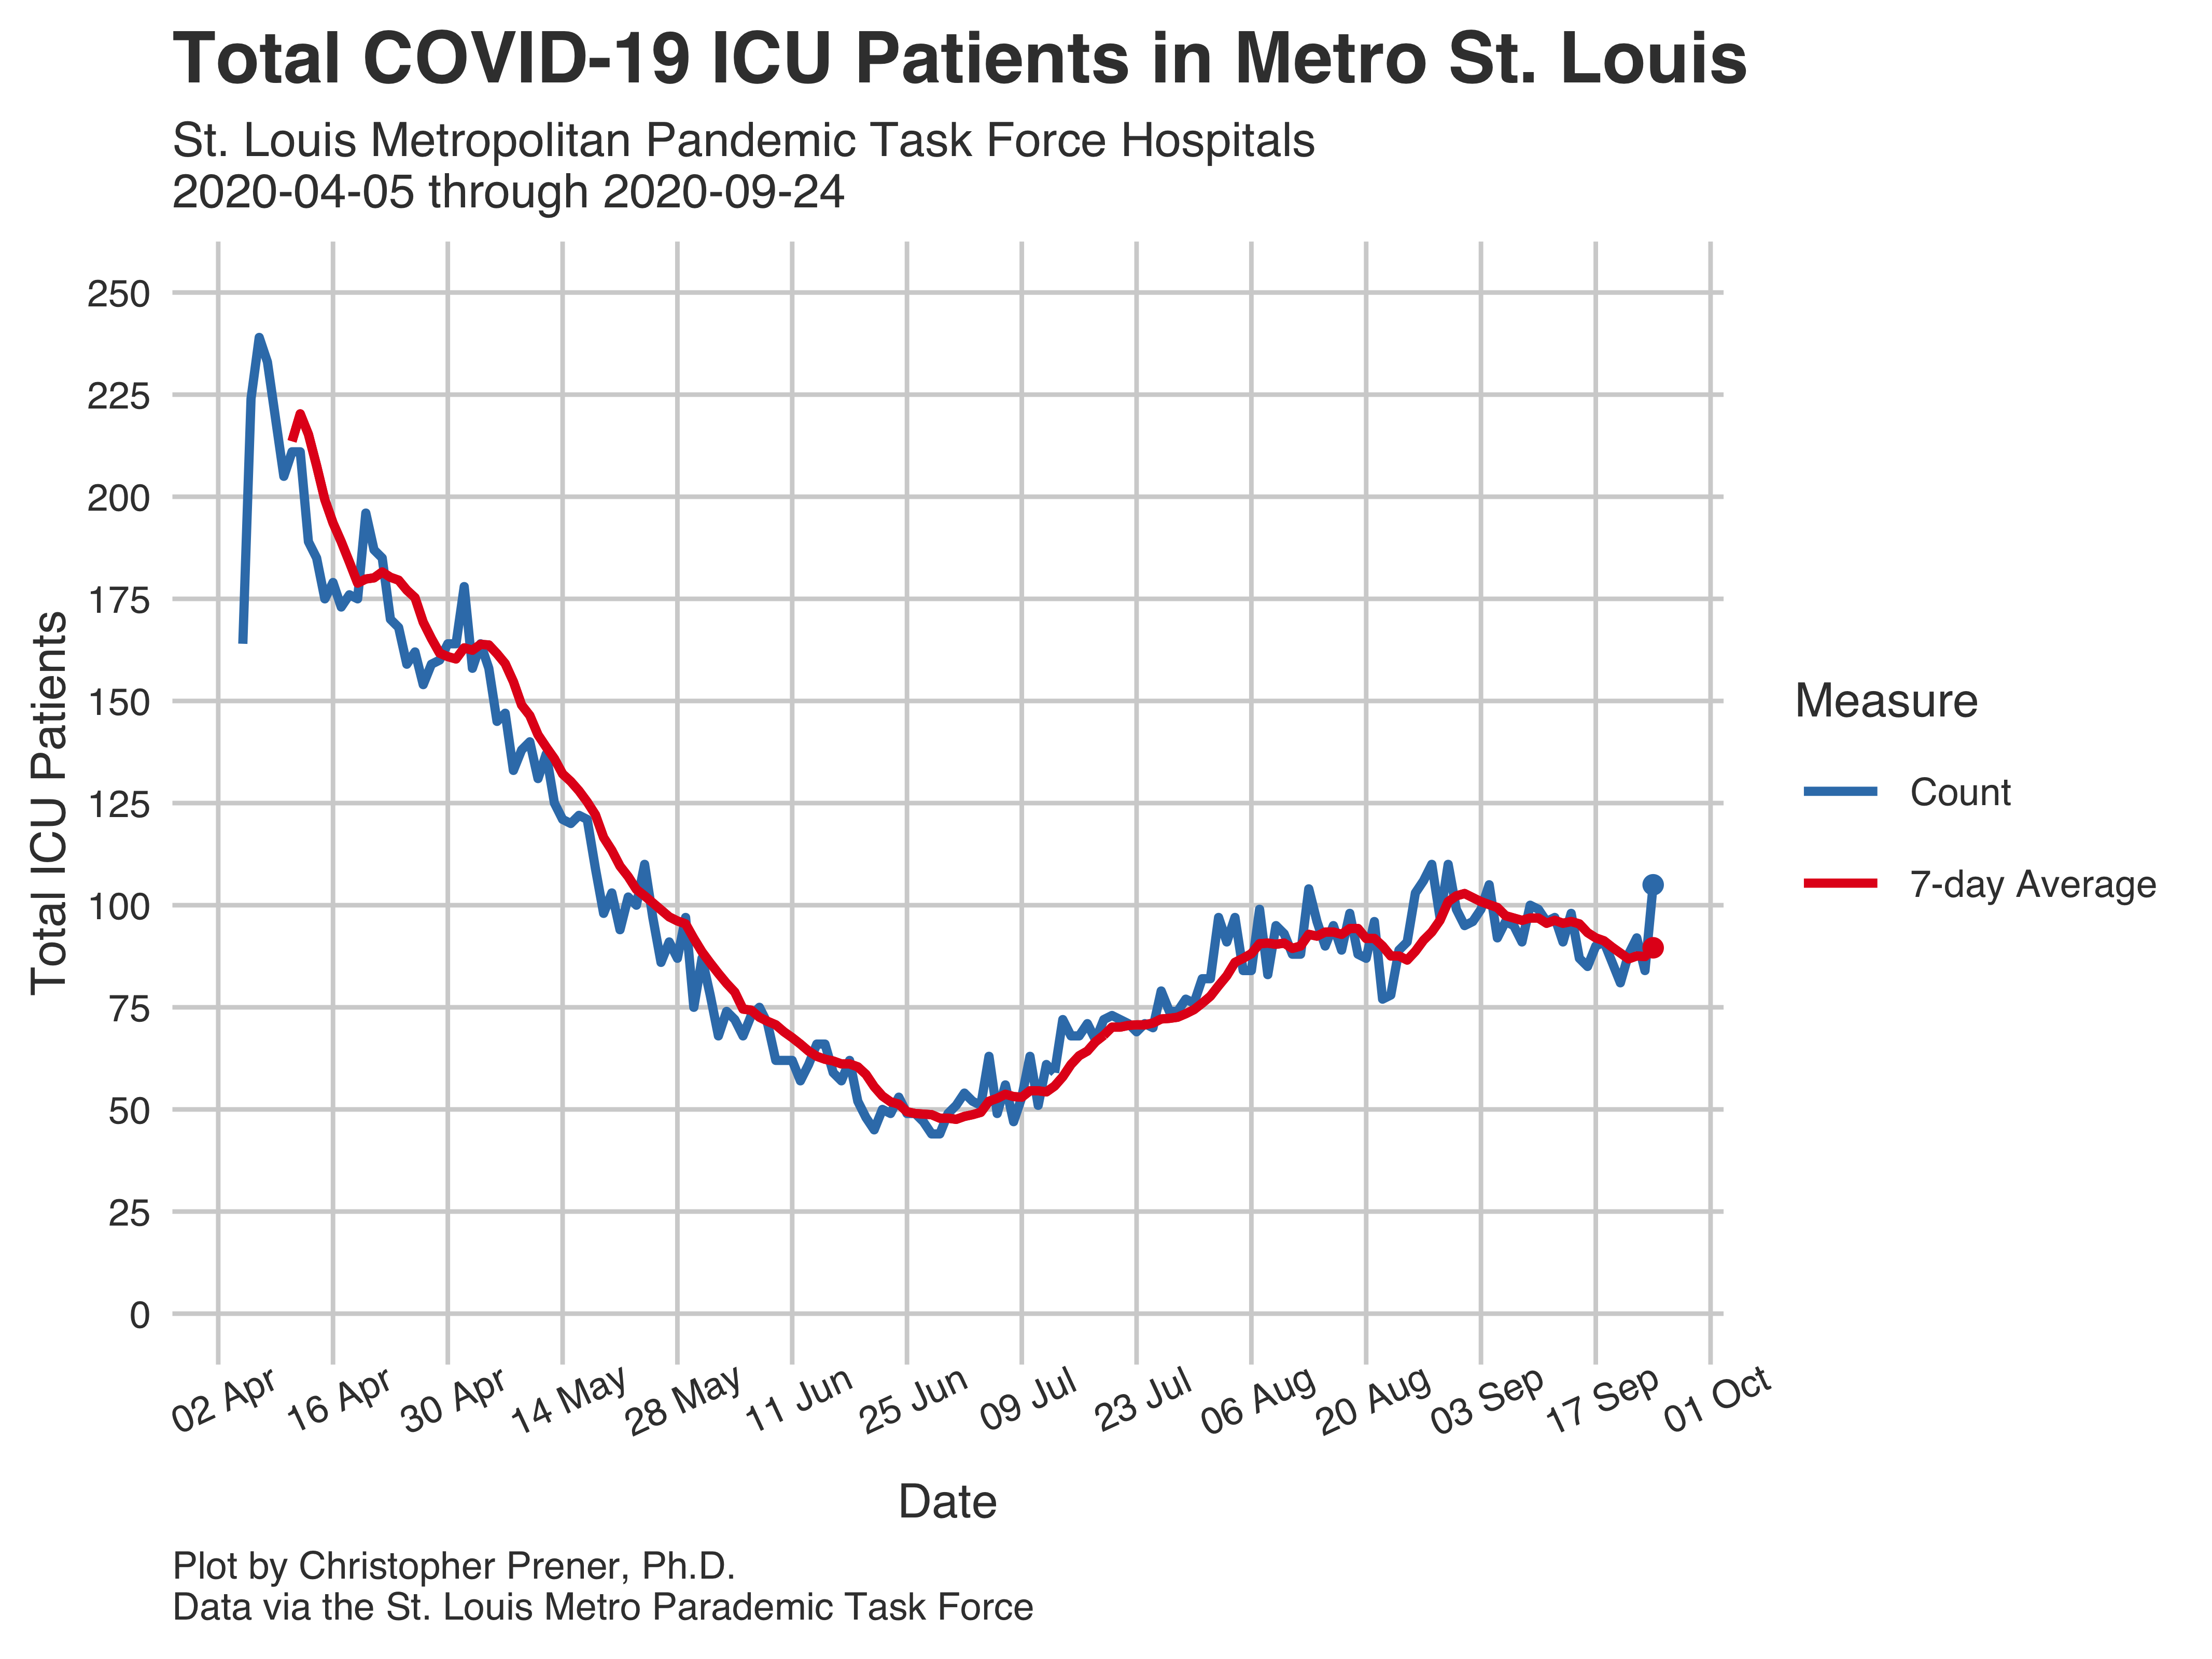 Total COVID-19 ICU Patients in Metro St. Louis
St. Louis Metropolitan Pandemic Task Force Hospitals
2020-04-05 through 2020-09-24
Total ICU Patients
250
225
200
175
150
125
100
75
50
25
0
02 Apr
16 Apr
30 Apr
14 May
28 May
11 Jun
25 Jun
09 Jul
23 Jul
06 Aug
20 Aug
03 Sep
17 Sep
01 Oct
Date
Measure
Count
7-day Average
Plot by Christopher Prener, Ph.D.
Data via the St. Louis Metro Parademic Task Force